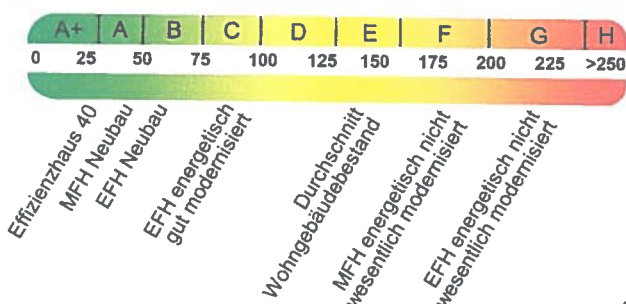 A+ A B C D E F G H
0 25 50 75 100 125 150 175 200 225 >250
Effizienzhaus 40
MFH Neubau
EFH Neubau
EFH energetisch
gut modernisiert
Durchschnitt
Wohngebäudebestand
MFH energetisch nicht
wesentlich modernisiert
EFH energetisch nicht
wesentlich modernisiert